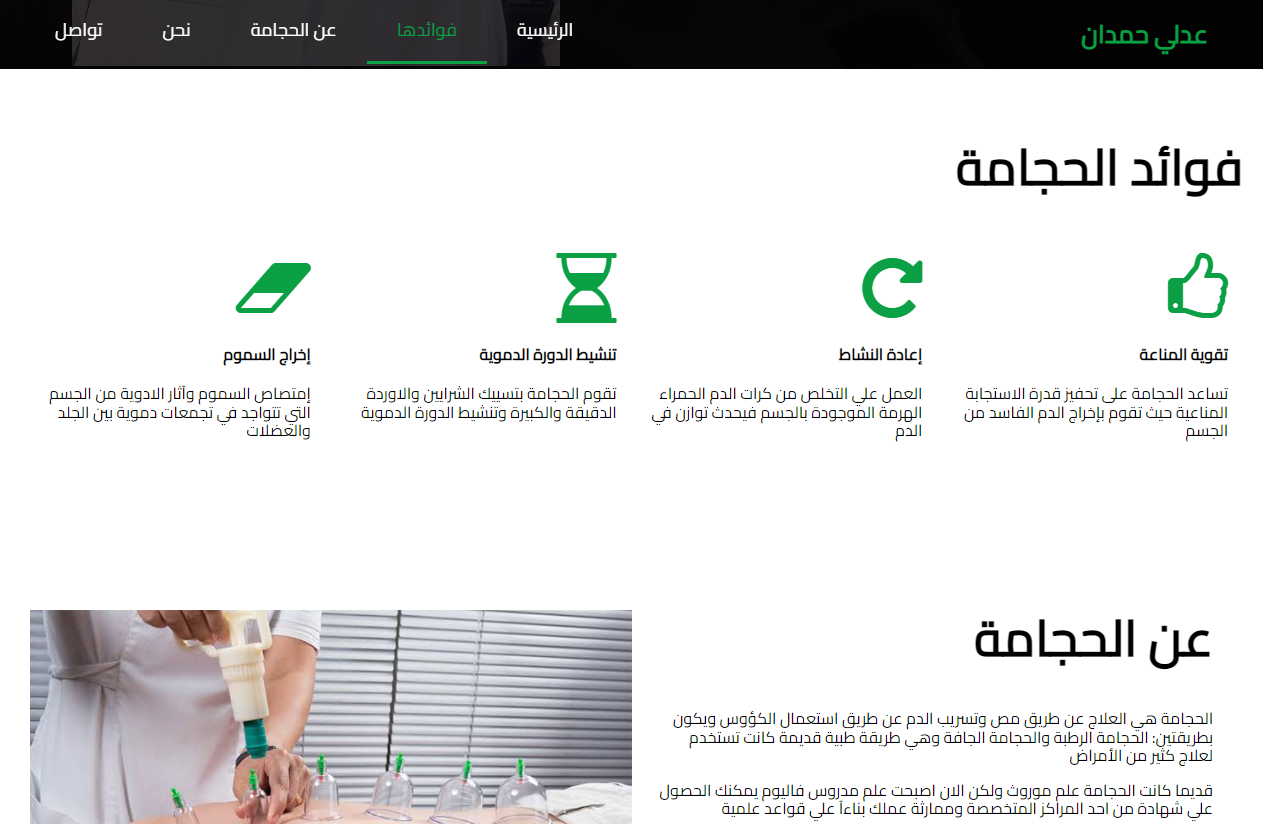 عدلي حمدان
الرئيسية
فوائدها
عن الحجامة
نحن
تواصل
فوائد الحجامة
تقوية المناعة
تساعد الحجامة على تحفيز قدرة الاستجابة
المناعية حيث تقوم بإخراج الدم الفاسد من
الجسم
إعادة النشاط
العمل علي التخلص من كرات الدم الحمراء
الهرمة الموجودة بالجسم فيحدث توازن في
الدم
تنشيط الدورة الدموية
تقوم الحجامة بتسييك الشرايين والاوردة
الدقيقة والكبيرة وتنشيط الدورة الدموية
إخراج السموم
إمتصاص السموم وآثار الادوية من الجسم
التي تتواجد في تجمعات دموية بين الجلد
والعضلات
عن الحجامة
الحجامة هي العلاج عن طريق مص وتسريب الدم عن طريق استعمال الكؤوس ويكون
بطريقتين: الحجامة الرطبة والحجامة الجافة وهي طريقة طبية قديمة كانت تستخدم
لعلاج كثير من الأمراض
قديما كانت الحجامة علم موروث ولكن الان اصبحت علم مدروس فاليوم يمكنك الحصول
علي شهادة من احد المراكز المتخصصة وممارثة عملك بناءاً علي قواعد علمية